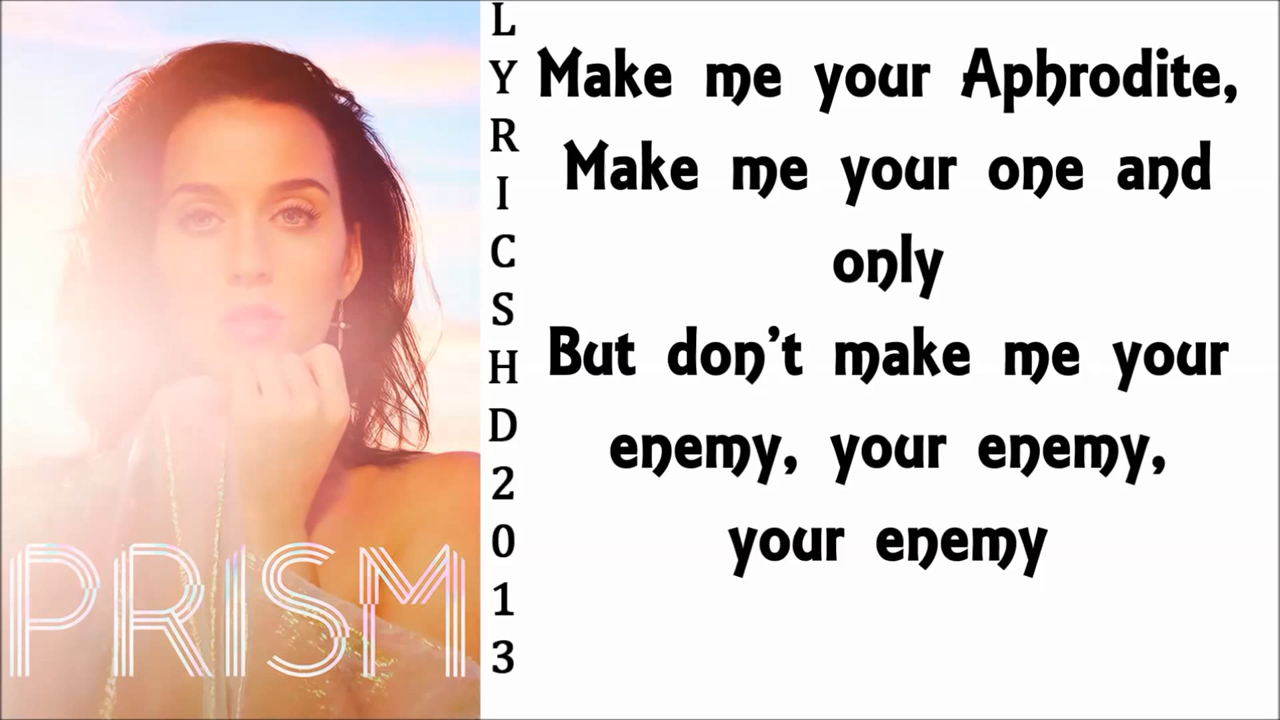 PRISM
LYRICSHD2013
Make me your Aphrodite,
Make me your one and
only
But don't make me your
enemy, your enemy,
your enemy